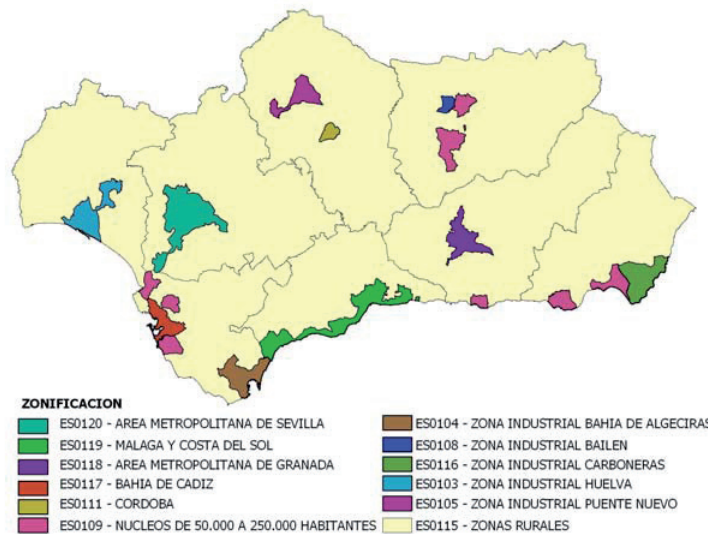 ZONIFICACION
ES0120 - AREA METROPOLITANA DE SEVILLA
ES0119 - MALAGA Y COSTA DEL SOL
ES0118 - AREA METROPOLITANA DE GRANADA
ES0117 - BAHIA DE CADIZ
ES0111 - CORDOBA
ES0109 - NUCLEOS DE 50.000 A 250.000 HABITANTES
ES0104 - ZONA INDUSTRIAL BAHIA DE ALGECIRAS
ES0108 - ZONA INDUSTRIAL BAILEN
ES0116 - ZONA INDUSTRIAL CARBONERAS
ES0103 - ZONA INDUSTRIAL HUELVA
ES0105 - ZONA INDUSTRIAL PUENTE NUEVO
ES0115 - ZONAS RURALES